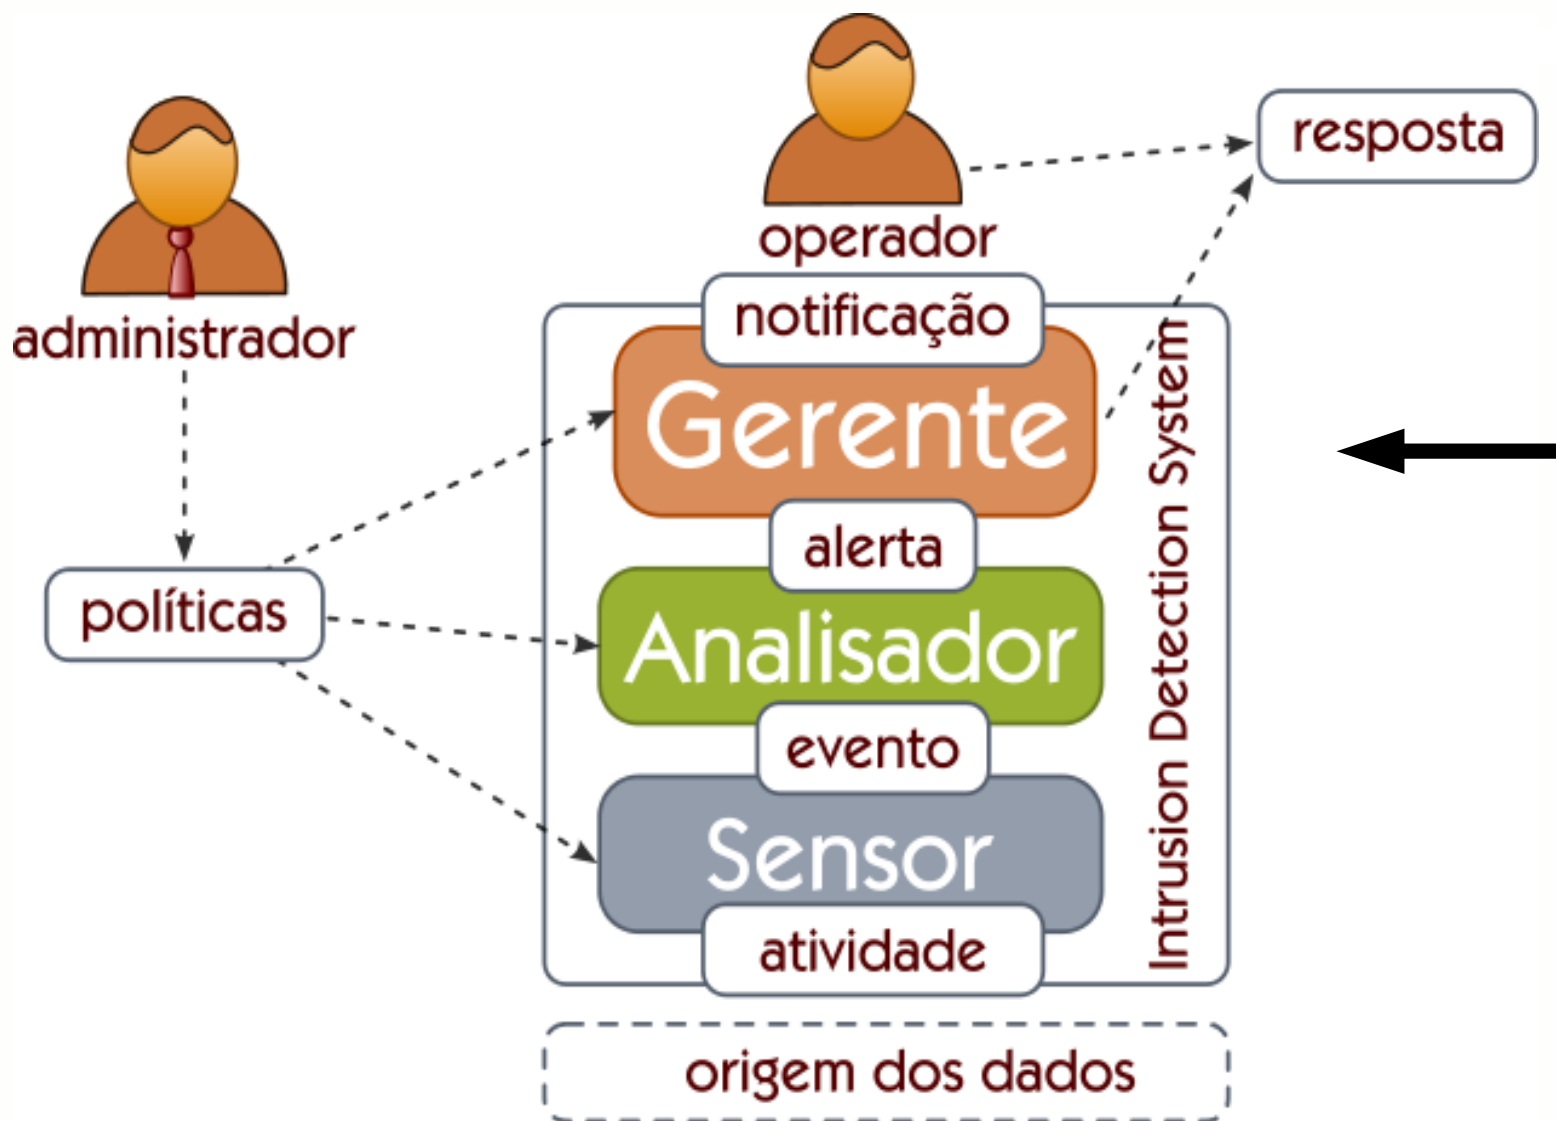 resposta
operador
administrador
notificação
Gerente
alerta
políticas
Analisador
evento
Sensor
atividade
Intrusion Detection System
origem dos dados